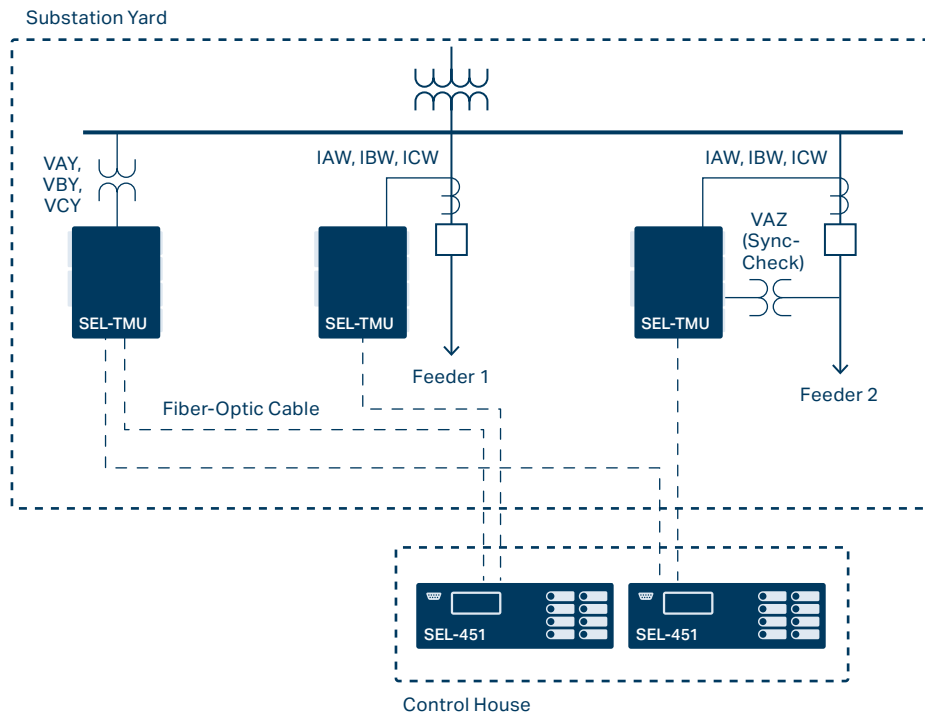 Substation Yard
VAY,
VBY,
VCY
IAW, IBW, ICW
IAW, IBW, ICW
VAZ
(Sync-
Check)
SEL-TMU
SEL-TMU
SEL-TMU
Feeder 1
Feeder 2
Fiber-Optic Cable
SEL-451
SEL-451
Control House